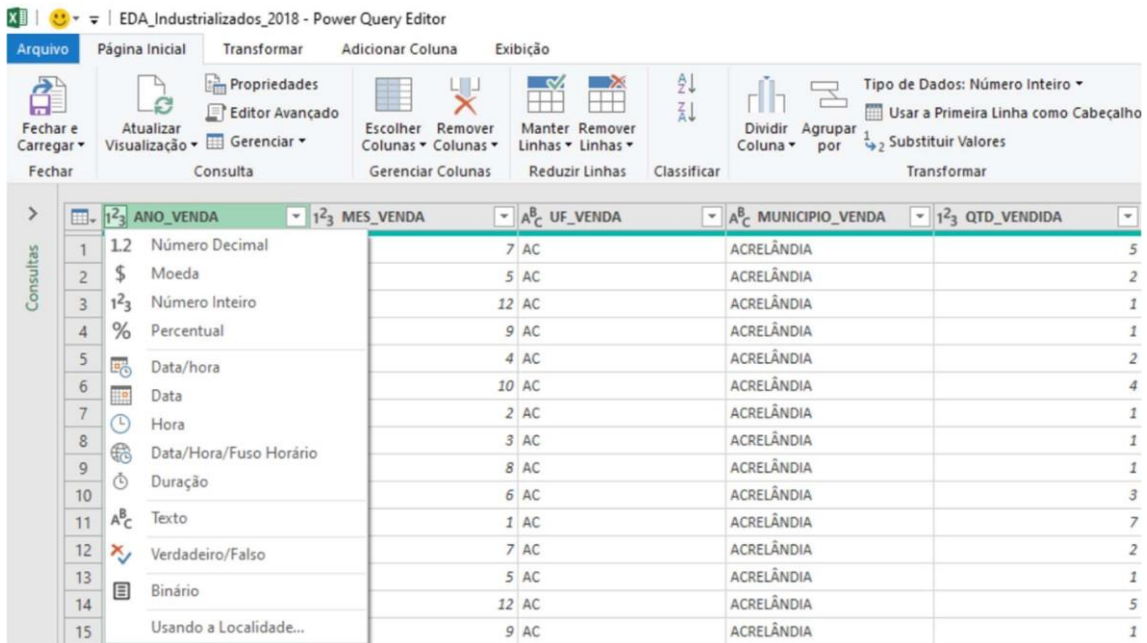 EDA_Industrializados_2018 - Power Query Editor
Arquivo Página Inicial Transformar Adicionar Coluna Exibição
Fechar e Carregar
Fechar
Atualizar Visualização
Propriedades
Editor Avançado
Gerenciar
Consulta
Escolher Colunas
Remover Colunas
Gerenciar Colunas
Manter Linhas
Remover Linhas
Reduzir Linhas
Classificar
Dividir Coluna
Agrupar por
Tipo de Dados: Número Inteiro
Usar a Primeira Linha como Cabeçalho
Substituir Valores
Transformar
Consultas
ANO_VENDA MES_VENDA UF_VENDA MUNICIPIO_VENDA QTD_VENDIDA
1 7 AC ACRELÂNDIA 5
2 5 AC ACRELÂNDIA 2
3 12 AC ACRELÂNDIA 1
4 9 AC ACRELÂNDIA 1
5 4 AC ACRELÂNDIA 2
6 10 AC ACRELÂNDIA 4
7 2 AC ACRELÂNDIA 1
8 3 AC ACRELÂNDIA 1
9 8 AC ACRELÂNDIA 1
10 6 AC ACRELÂNDIA 3
11 1 AC ACRELÂNDIA 7
12 7 AC ACRELÂNDIA 2
13 5 AC ACRELÂNDIA 1
14 12 AC ACRELÂNDIA 5
15 9 AC ACRELÂNDIA 1
1.2 Número Decimal
$ Moeda
1²3 Número Inteiro
% Percentual
Data/hora
Data
Hora
Data/Hora/Fuso Horário
Duração
ABC Texto
Verdadeiro/Falso
Binário
Usando a Localidade...